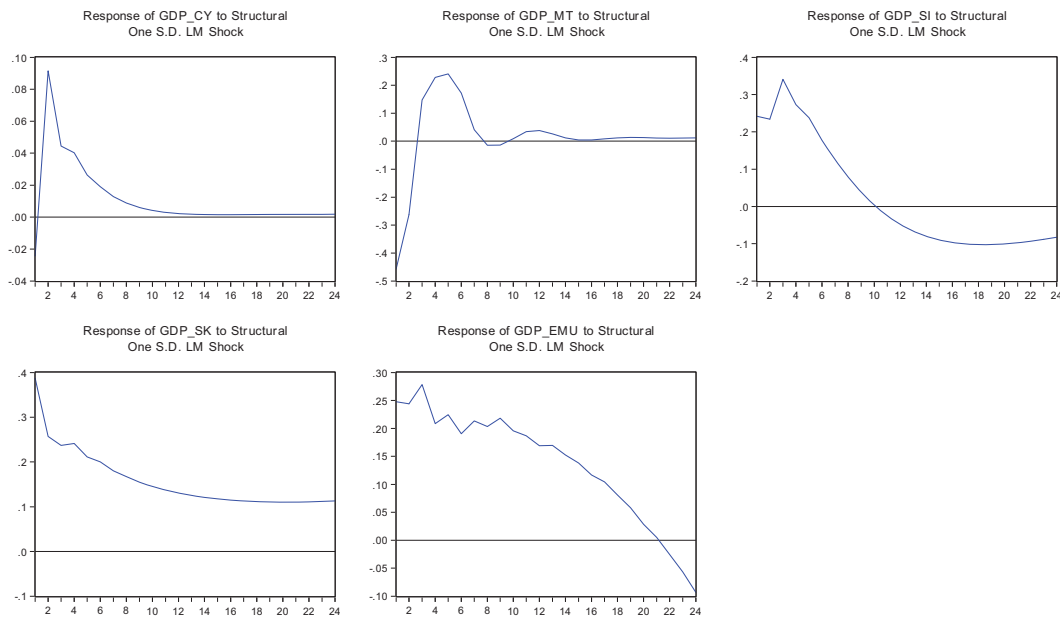 Response of GDP_CY to Structural
One S.D. LM Shock
.10
.08
.06
.04
.02
.00
-.02
-.04
2 4 6 8 10 12 14 16 18 20 22 24
Response of GDP_MT to Structural
One S.D. LM Shock
.3
.2
.1
.0
-.1
-.2
-.3
-.4
-.5
2 4 6 8 10 12 14 16 18 20 22 24
Response of GDP_SI to Structural
One S.D. LM Shock
.4
.3
.2
.1
.0
-.1
-.2
2 4 6 8 10 12 14 16 18 20 22 24
Response of GDP_SK to Structural
One S.D. LM Shock
.4
.3
.2
.1
.0
-.1
2 4 6 8 10 12 14 16 18 20 22 24
Response of GDP_EMU to Structural
One S.D. LM Shock
.30
.25
.20
.15
.10
.05
.00
-.05
-.10
2 4 6 8 10 12 14 16 18 20 22 24